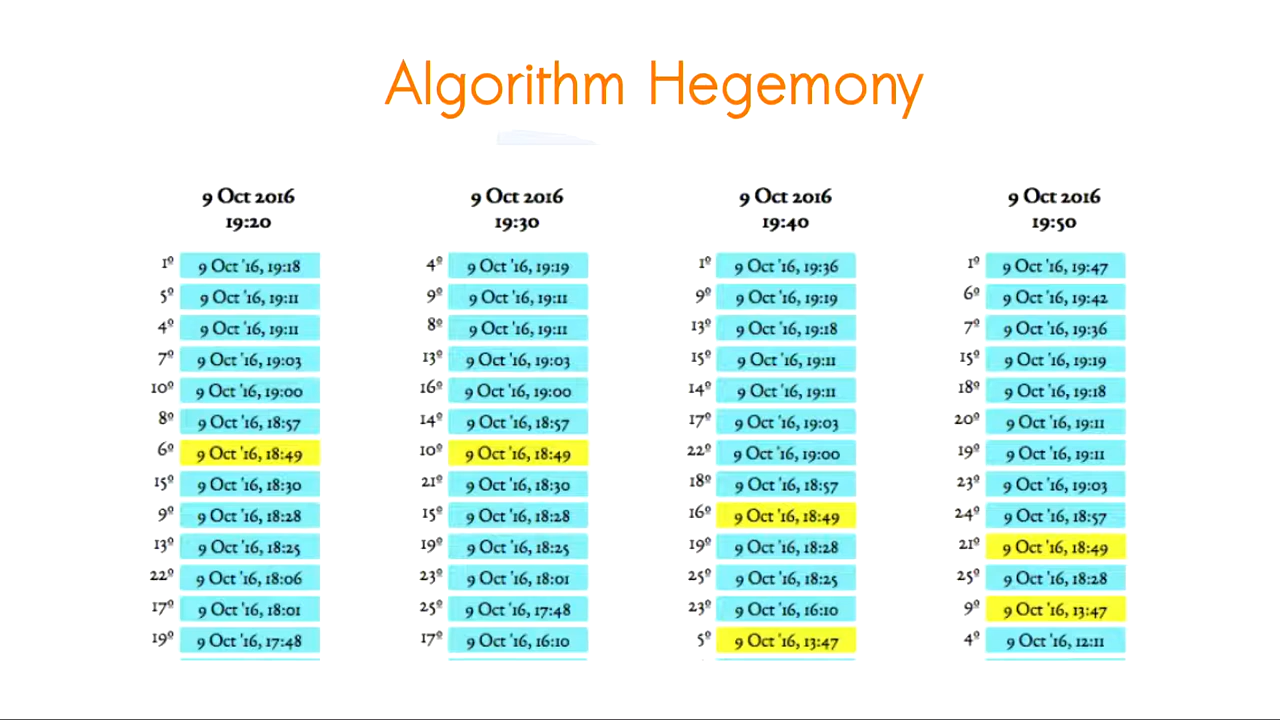 Algorithm Hegemony
9 Oct 2016
19:20
1º 9 Oct '16, 19:18
5º 9 Oct '16, 19:11
4º 9 Oct '16, 19:11
7º 9 Oct '16, 19:03
10º 9 Oct '16, 19:00
8º 9 Oct '16, 18:57
6º 9 Oct '16, 18:49
15º 9 Oct '16, 18:30
9º 9 Oct '16, 18:28
13º 9 Oct '16, 18:25
22º 9 Oct '16, 18:06
17º 9 Oct '16, 18:01
19º 9 Oct '16, 17:48
9 Oct 2016
19:30
4º 9 Oct '16, 19:19
9º 9 Oct '16, 19:11
8º 9 Oct '16, 19:11
13º 9 Oct '16, 19:03
16º 9 Oct '16, 19:00
14º 9 Oct '16, 18:57
10º 9 Oct '16, 18:49
21º 9 Oct '16, 18:30
15º 9 Oct '16, 18:28
19º 9 Oct '16, 18:25
23º 9 Oct '16, 18:01
25º 9 Oct '16, 17:48
17º 9 Oct '16, 16:10
9 Oct 2016
19:40
1º 9 Oct '16, 19:36
9º 9 Oct '16, 19:19
13º 9 Oct '16, 19:18
15º 9 Oct '16, 19:11
14º 9 Oct '16, 19:11
17º 9 Oct '16, 19:03
22º 9 Oct '16, 19:00
18º 9 Oct '16, 18:57
16º 9 Oct '16, 18:49
19º 9 Oct '16, 18:28
25º 9 Oct '16, 18:25
23º 9 Oct '16, 16:10
5º 9 Oct '16, 13:47
9 Oct 2016
19:50
1º 9 Oct '16, 19:47
6º 9 Oct '16, 19:42
7º 9 Oct '16, 19:36
15º 9 Oct '16, 19:19
18º 9 Oct '16, 19:18
20º 9 Oct '16, 19:11
19º 9 Oct '16, 19:11
23º 9 Oct '16, 19:03
24º 9 Oct '16, 18:57
21º 9 Oct '16, 18:49
25º 9 Oct '16, 18:28
9º 9 Oct '16, 13:47
4º 9 Oct '16, 12:11